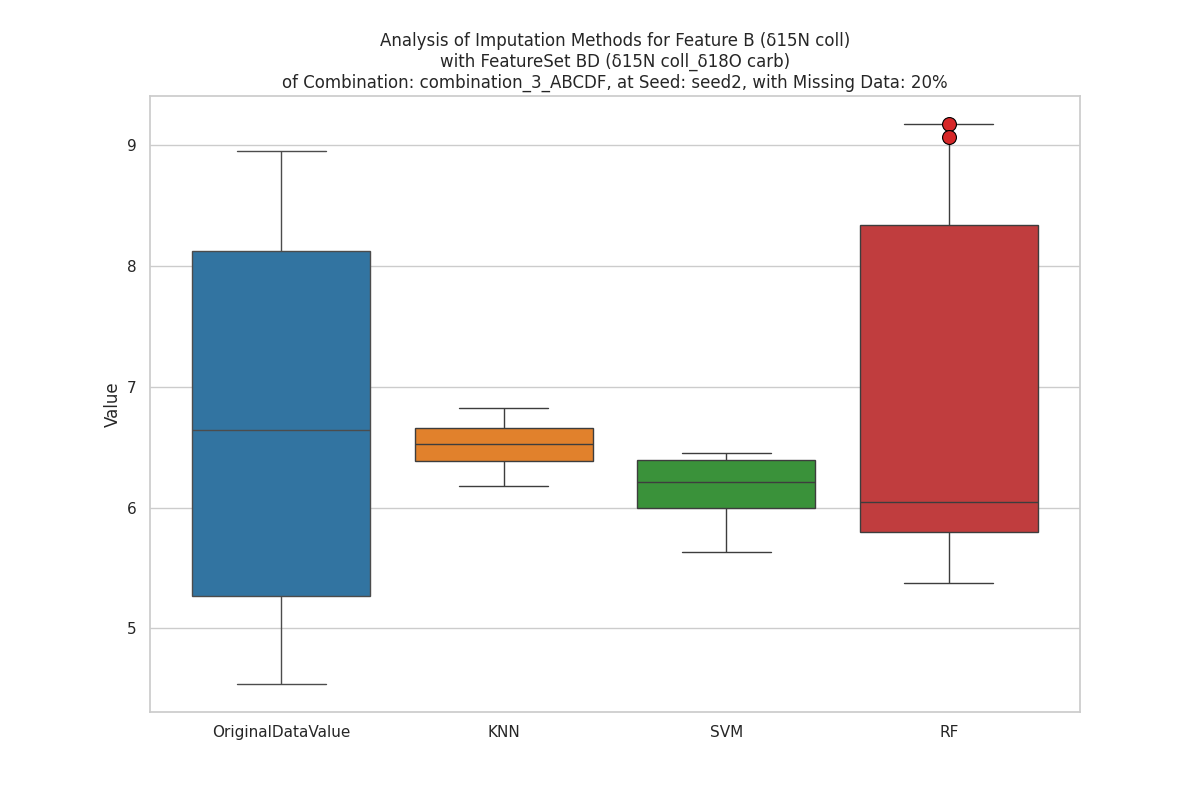 Analysis of Imputation Methods for Feature B (δ15N coll)
with FeatureSet BD (δ15N coll_δ18O carb)
of Combination: combination_3_ABCDF, at Seed: seed2, with Missing Data: 20%
9
8
7
6
5
Value
OriginalDataValue
KNN
SVM
RF